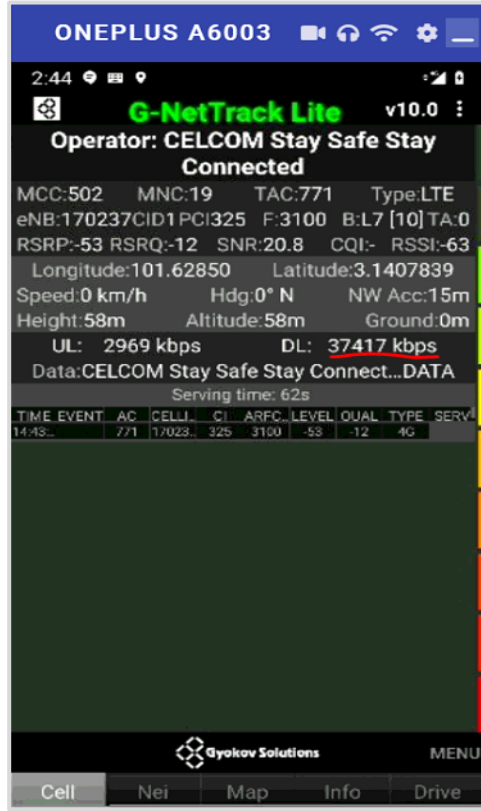 ONEPLUS A6003
2:44
G-NetTrack Lite v10.0
Operator: CELCOM Stay Safe Stay
Connected
MCC:502 MNC:19 TAC:771 Type:LTE
eNB:170237CID1PCI325 F:3100 B:L7 [10] TA:0
RSRP:-53 RSRQ:-12 SNR:20.8 CQI:- RSSI:-63
Longitude:101.62850 Latitude:3.1407839
Speed:0 km/h Hdg:0° N NW Acc:15m
Height:58m Altitude:58m Ground:0m
UL: 2969 kbps DL: 37417 kbps
Data:CELCOM Stay Safe Stay Connect...DATA
Serving time: 62s
TIME EVENT AC CELLI.. CI ARFC.. LEVEL QUAL TYPE SERV
14:43:.. 771 17023.. 325 3100 -53 -12 4G
Gyokov Solutions MENU
Cell Nei Map Info Drive